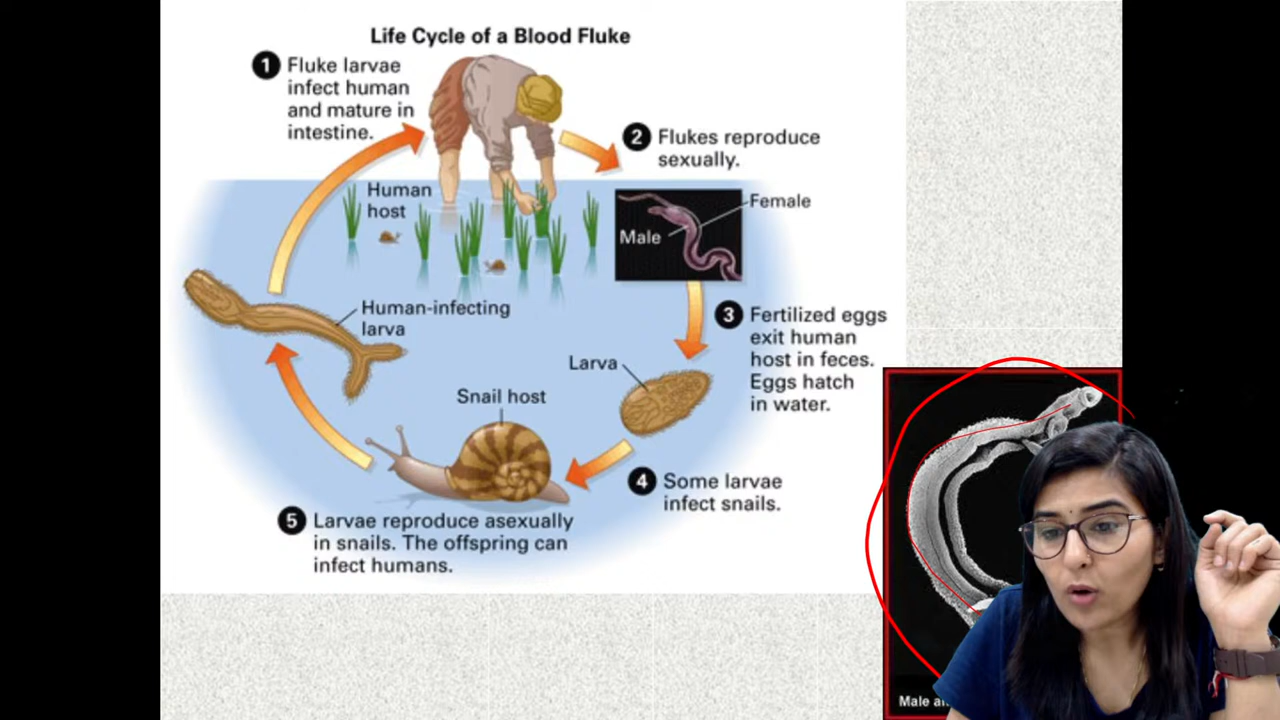 Life Cycle of a Blood Fluke
1 Fluke larvae
infect human
and mature in
intestine.
2 Flukes reproduce
sexually.
Human
host
Female
Male
Human-infecting
larva
3 Fertilized eggs
exit human
host in feces.
Eggs hatch
in water.
Larva
Snail host
4 Some larvae
infect snails.
5 Larvae reproduce asexually
in snails. The offspring can
infect humans.
Male